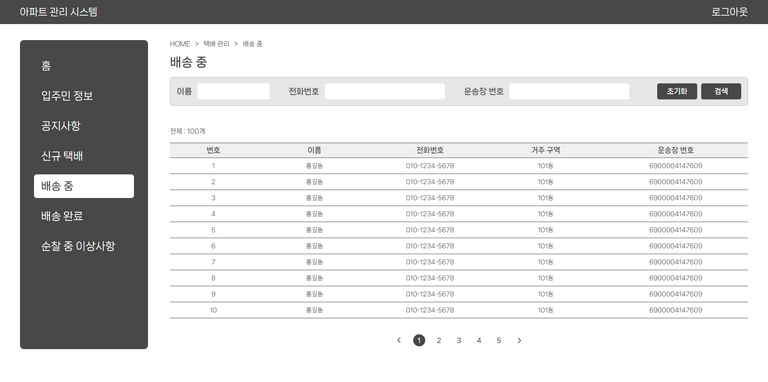 아파트 관리 시스템
로그아웃
홈
입주민 정보
공지사항
신규 택배
배송 중
배송 완료
순찰 중 이상사항
HOME > 택배 관리 > 배송 중
배송 중
이름 전화번호 운송장 번호 초기화 검색
전체 : 100개
번호 이름 전화번호 거주 구역 운송장 번호
1 홍길동 010-1234-5678 101동 6900004147609
2 홍길동 010-1234-5678 101동 6900004147609
3 홍길동 010-1234-5678 101동 6900004147609
4 홍길동 010-1234-5678 101동 6900004147609
5 홍길동 010-1234-5678 101동 6900004147609
6 홍길동 010-1234-5678 101동 6900004147609
7 홍길동 010-1234-5678 101동 6900004147609
8 홍길동 010-1234-5678 101동 6900004147609
9 홍길동 010-1234-5678 101동 6900004147609
10 홍길동 010-1234-5678 101동 6900004147609
< 1 2 3 4 5 >